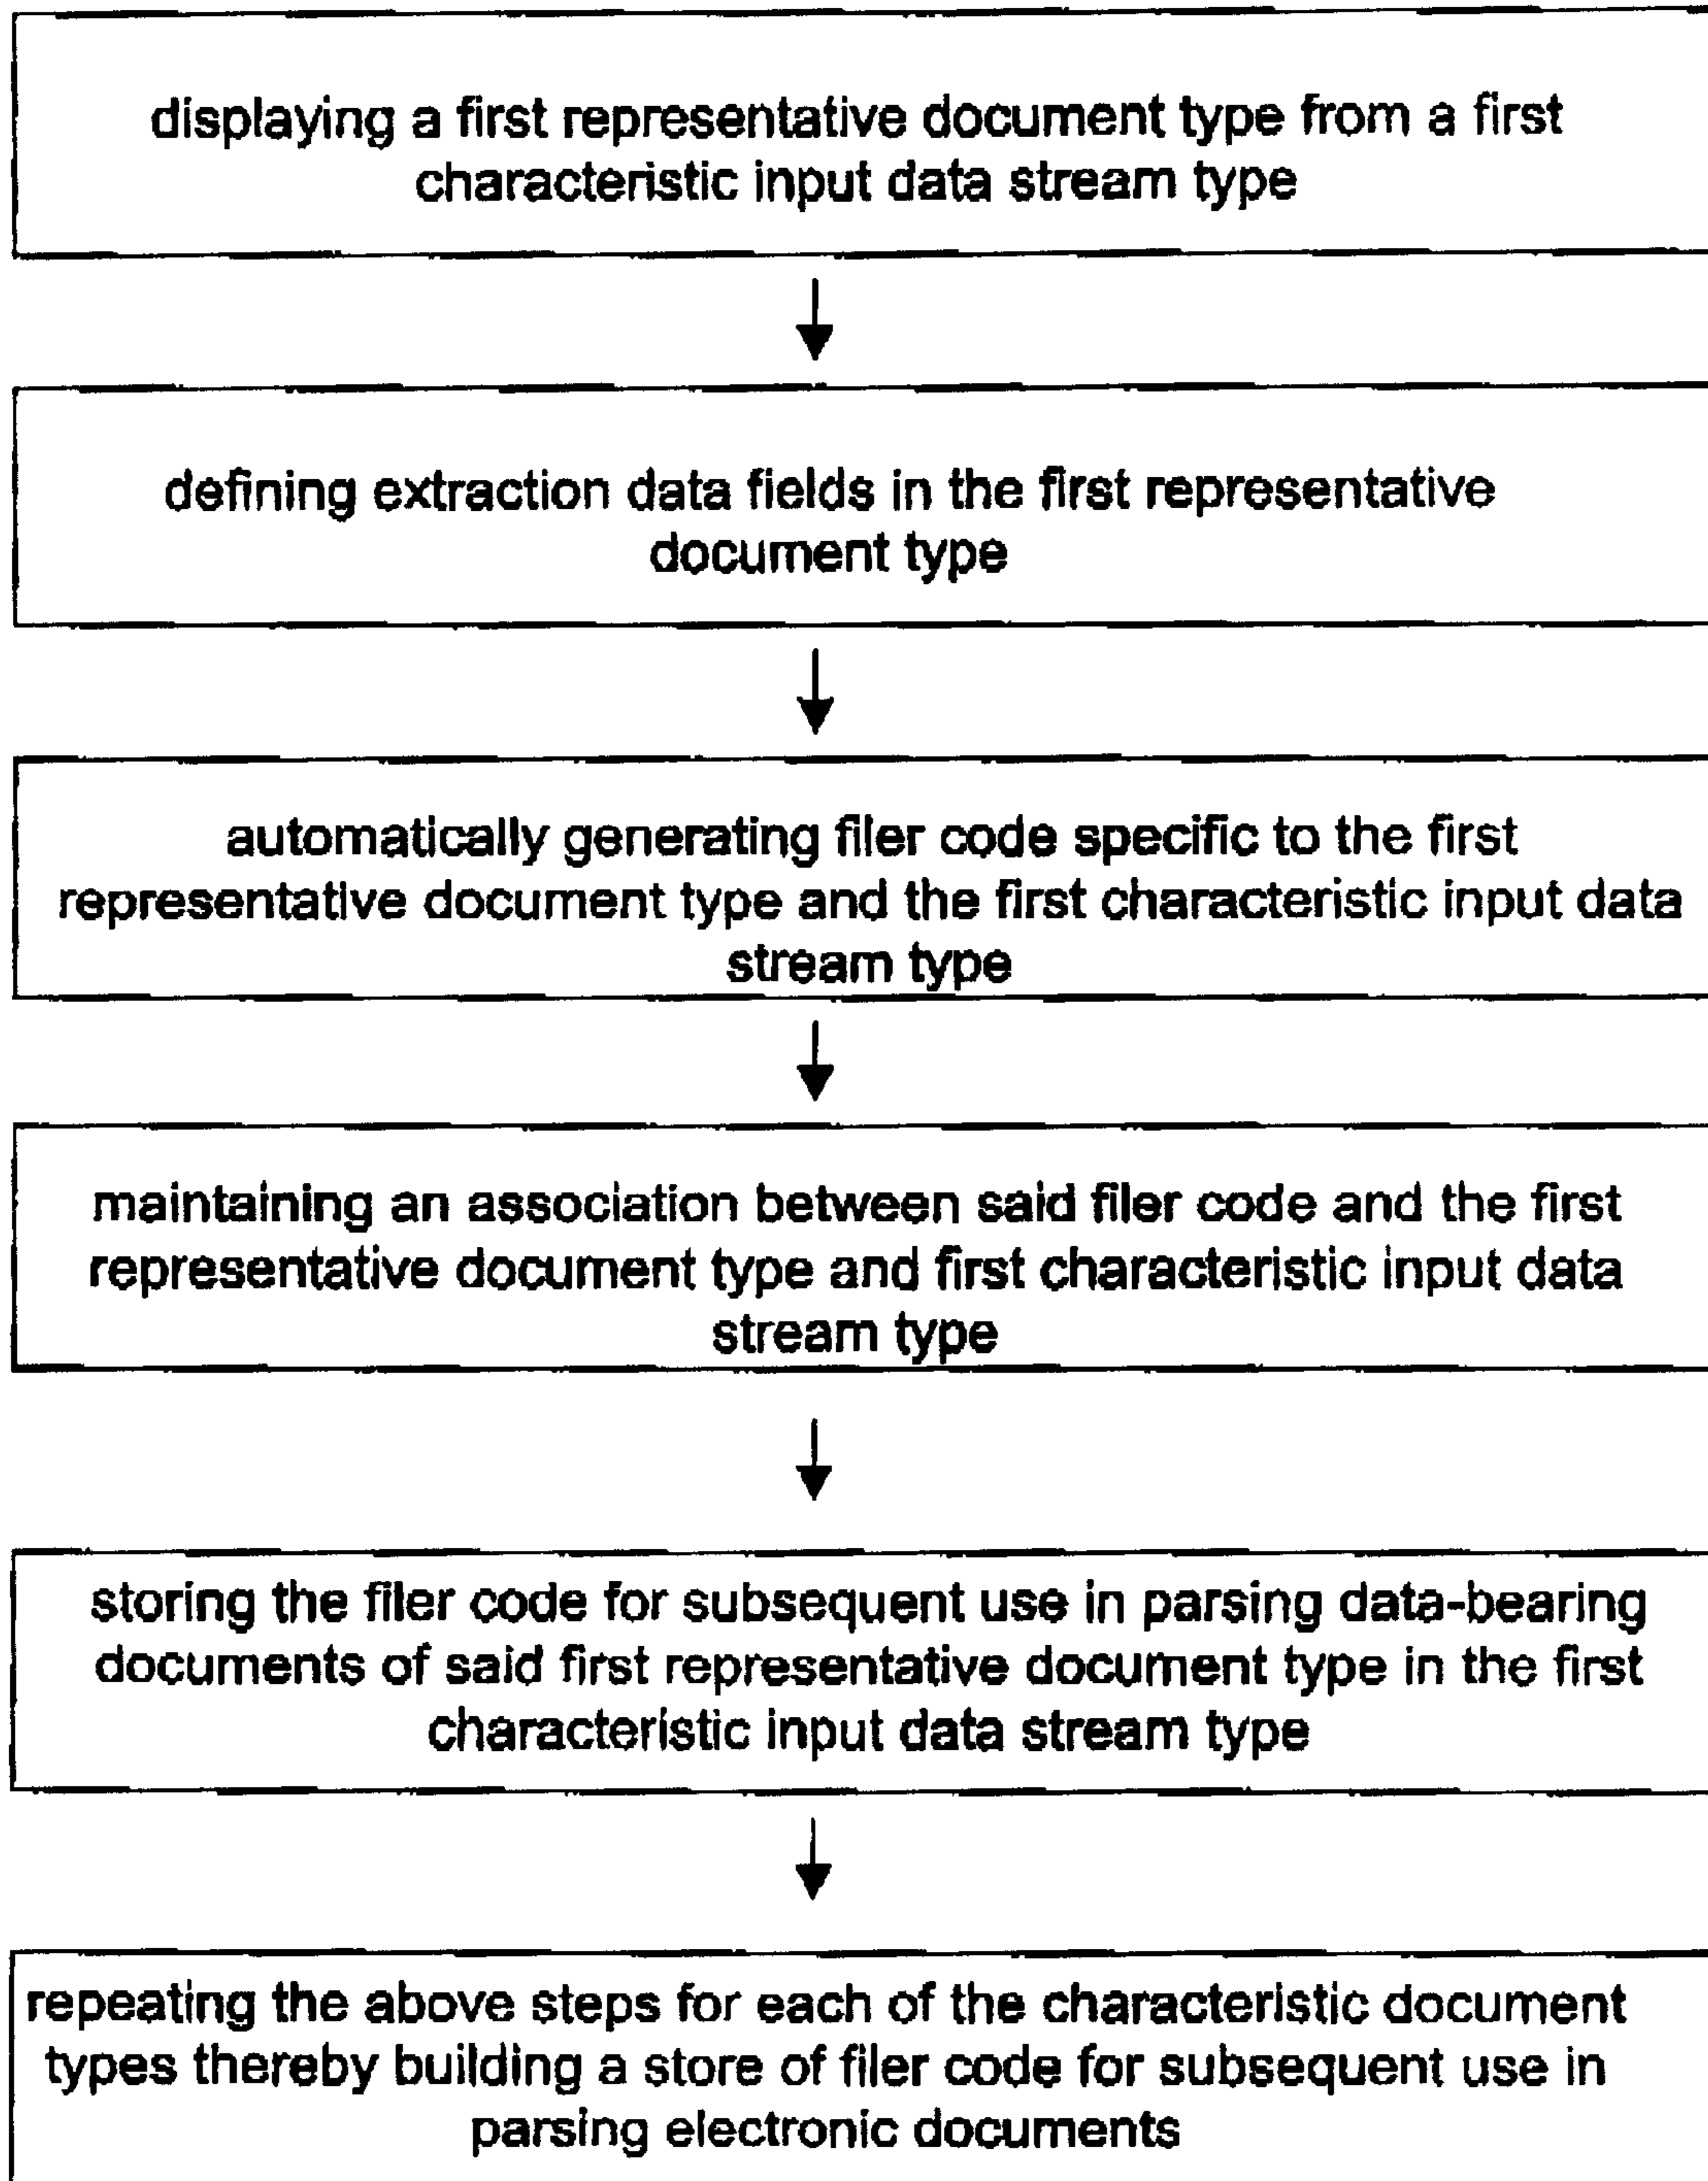 displaying a first representative document type from a first
characteristic input data stream type
defining extraction data fields in the first representative
document type
automatically generating filer code specific to the first
representative document type and the first characteristic input data
stream type
maintaining an association between said filer code and the first
representative document type and first characteristic input data
stream type
storing the filer code for subsequent use in parsing data-bearing
documents of said first representative document type in the first
characteristic input data stream type
repeating the above steps for each of the characteristic document
types thereby building a store of filer code for subsequent use in
parsing electronic documents